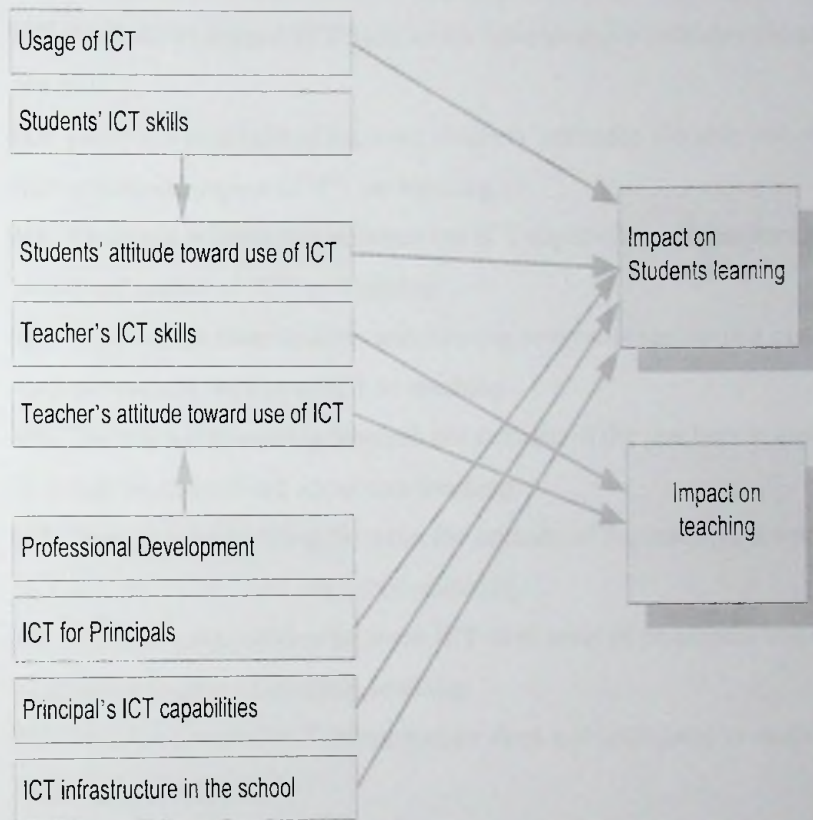 Usage of ICT
Students' ICT skills
Students' attitude toward use of ICT
Teacher's ICT skills
Teacher's attitude toward use of ICT
Professional Development
ICT for Principals
Principal's ICT capabilities
ICT infrastructure in the school
Impact on
Students learning
Impact on
teaching